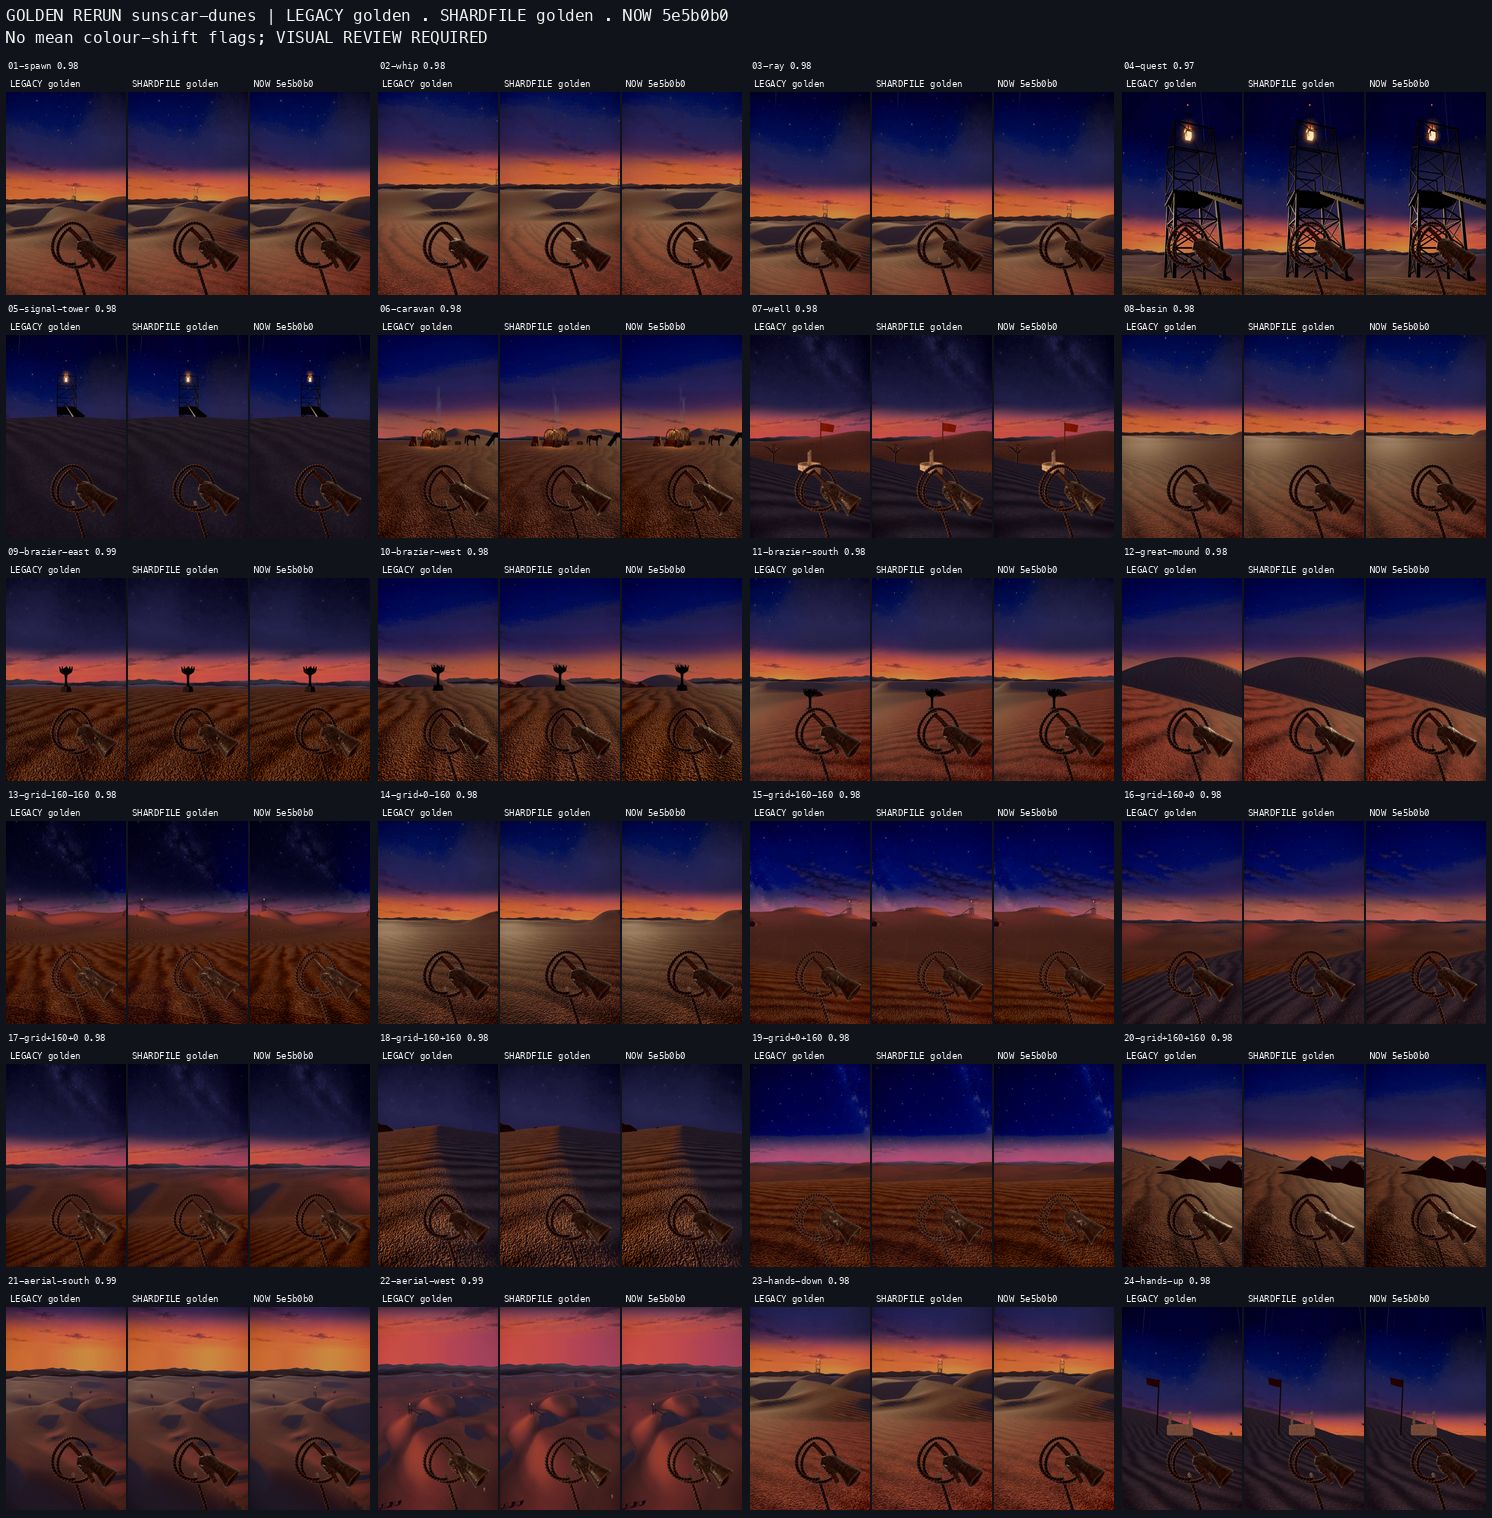 GOLDEN RERUN sunscar-dunes | LEGACY golden . SHARDFILE golden . NOW 5e5b0b0
No mean colour-shift flags; VISUAL REVIEW REQUIRED
01-spawn 0.98 02-whip 0.98 03-ray 0.98 04-quest 0.97
LEGACY golden SHARDFILE golden NOW 5e5b0b0 LEGACY golden SHARDFILE golden NOW 5e5b0b0 LEGACY golden SHARDFILE golden NOW 5e5b0b0 LEGACY golden SHARDFILE golden NOW 5e5b0b0
05-signal-tower 0.98 06-caravan 0.98 07-well 0.98 08-basin 0.98
LEGACY golden SHARDFILE golden NOW 5e5b0b0 LEGACY golden SHARDFILE golden NOW 5e5b0b0 LEGACY golden SHARDFILE golden NOW 5e5b0b0 LEGACY golden SHARDFILE golden NOW 5e5b0b0
09-brazier-east 0.99 10-brazier-west 0.98 11-brazier-south 0.98 12-great-mound 0.98
LEGACY golden SHARDFILE golden NOW 5e5b0b0 LEGACY golden SHARDFILE golden NOW 5e5b0b0 LEGACY golden SHARDFILE golden NOW 5e5b0b0 LEGACY golden SHARDFILE golden NOW 5e5b0b0
13-grid-160-160 0.98 14-grid+0-160 0.98 15-grid+160-160 0.98 16-grid-160+0 0.98
LEGACY golden SHARDFILE golden NOW 5e5b0b0 LEGACY golden SHARDFILE golden NOW 5e5b0b0 LEGACY golden SHARDFILE golden NOW 5e5b0b0 LEGACY golden SHARDFILE golden NOW 5e5b0b0
17-grid+160+0 0.98 18-grid-160+160 0.98 19-grid+0+160 0.98 20-grid+160+160 0.98
LEGACY golden SHARDFILE golden NOW 5e5b0b0 LEGACY golden SHARDFILE golden NOW 5e5b0b0 LEGACY golden SHARDFILE golden NOW 5e5b0b0 LEGACY golden SHARDFILE golden NOW 5e5b0b0
21-aerial-south 0.99 22-aerial-west 0.99 23-hands-down 0.98 24-hands-up 0.98
LEGACY golden SHARDFILE golden NOW 5e5b0b0 LEGACY golden SHARDFILE golden NOW 5e5b0b0 LEGACY golden SHARDFILE golden NOW 5e5b0b0 LEGACY golden SHARDFILE golden NOW 5e5b0b0